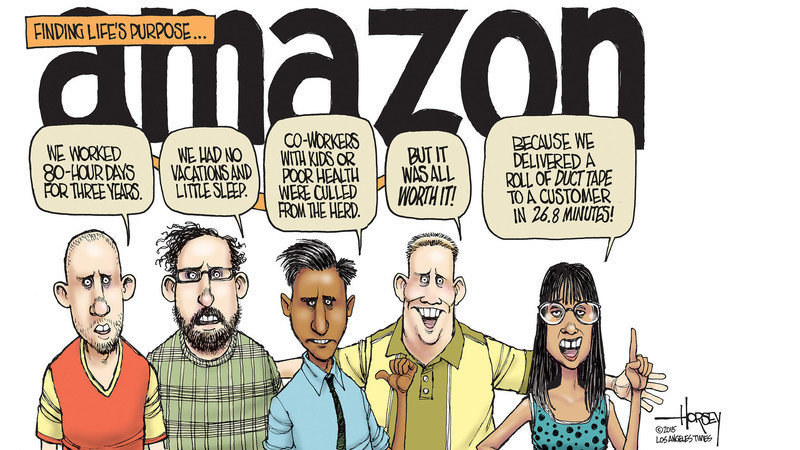 FINDING LIFE'S PURPOSE...
amazon
WE WORKED
80-HOUR DAYS
FOR THREE YEARS.
WE HAD NO
VACATIONS AND
LITTLE SLEEP.
CO-WORKERS
WITH KIDS OR
POOR HEALTH
WERE CULLED
FROM THE HERD.
BUT IT
WAS ALL
WORTH IT!
BECAUSE WE
DELIVERED A
ROLL OF DUCT TAPE
TO A CUSTOMER
IN 26.8 MINUTES!
HORSEY
©2015
LOS ANGELES TIMES